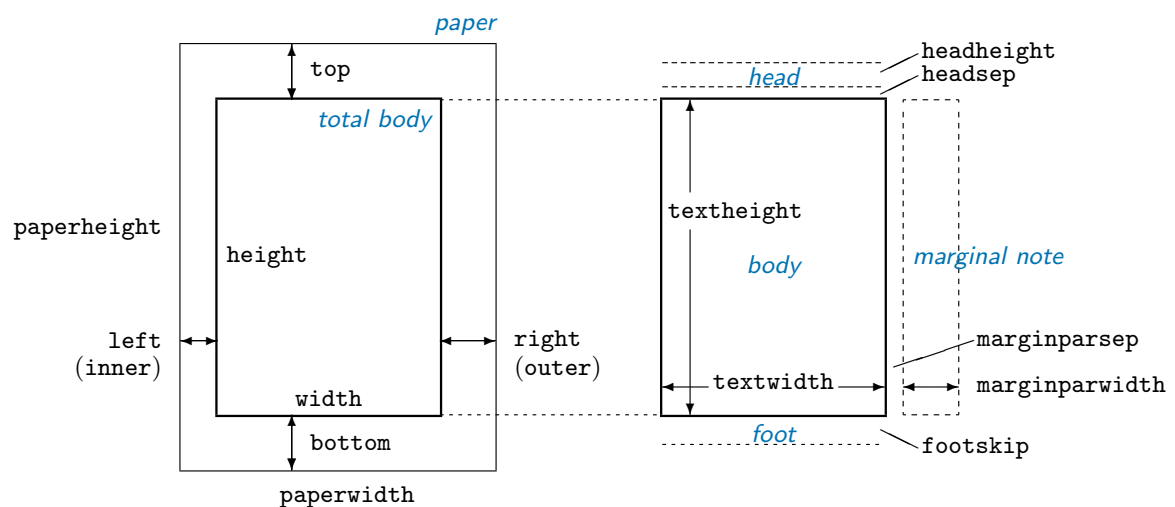 paper
top
total body
paperheight
height
left
(inner)
right
(outer)
width
bottom
paperwidth
headheight
head
headsep
textheight
body
marginal note
marginparsep
textwidth
marginparwidth
foot
footskip